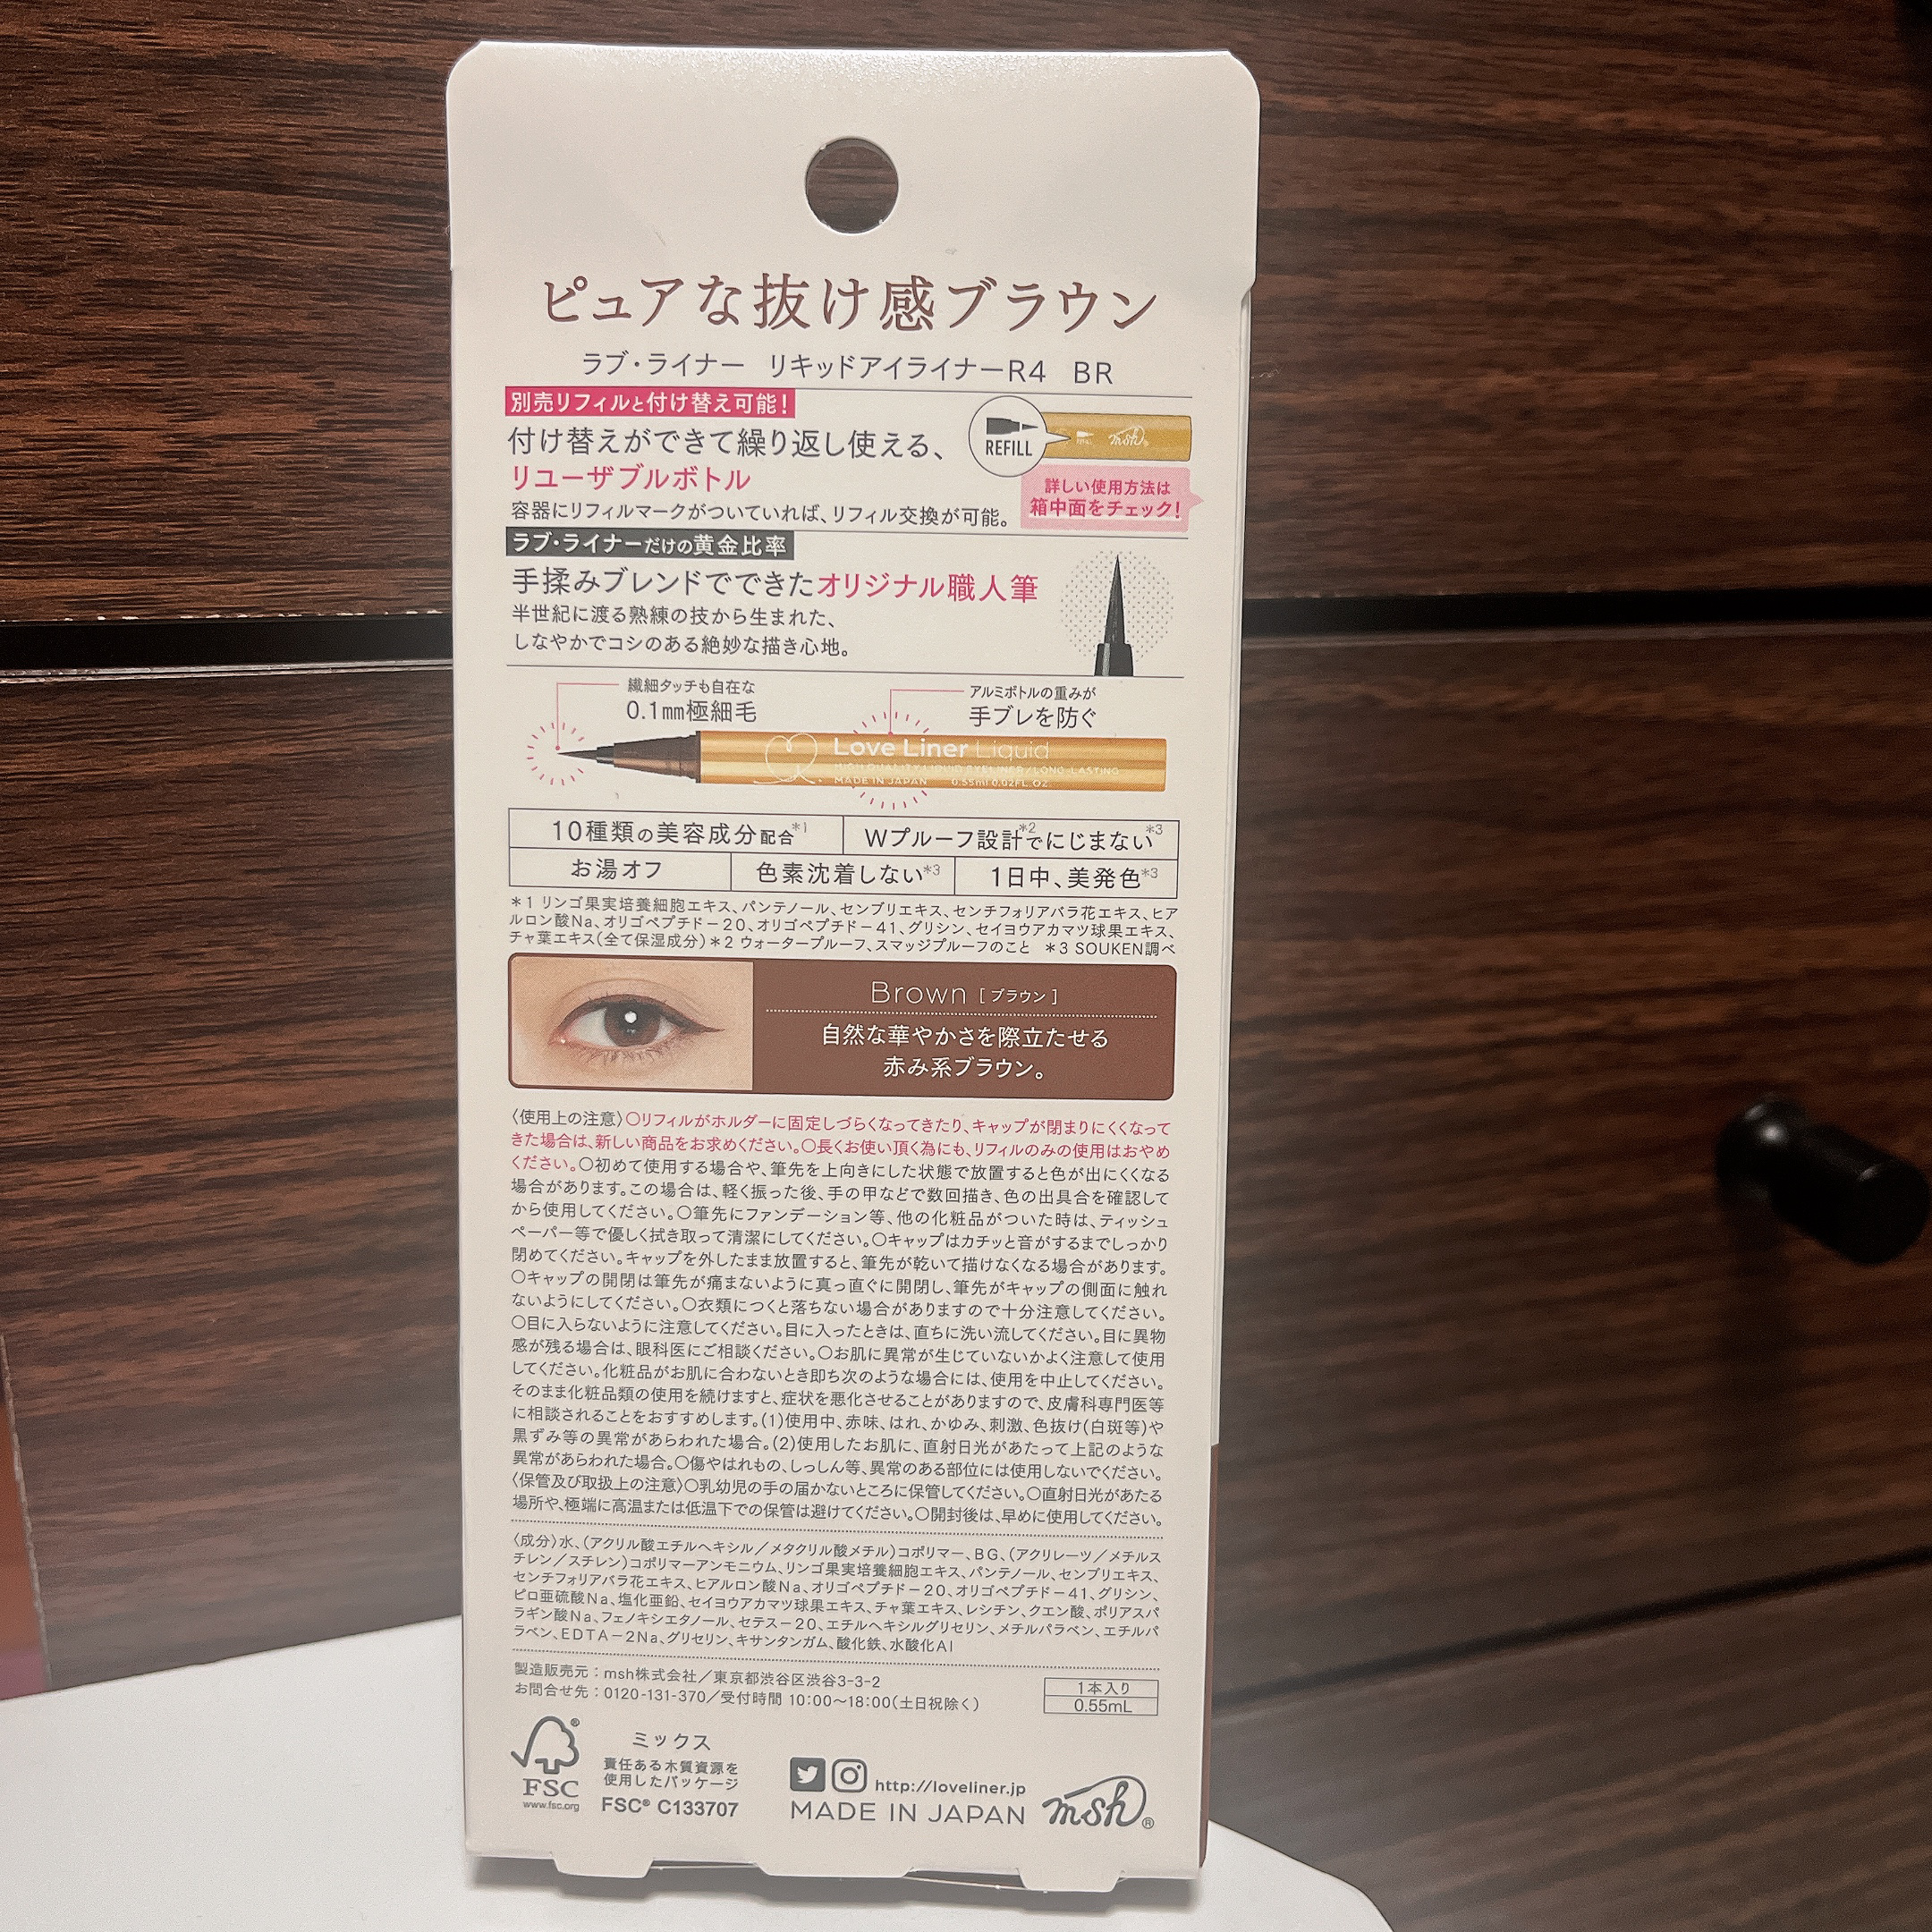 ピュアな抜け感ブラウン
ラブ・ライナー リキッドアイライナーR4 BR
別売リフィルと付け替え可能!
付け替えができて繰り返し使える、
リユーザブルボトル
容器にリフィルマークがついていれば、リフィル交換が可能。
REFILL
msh®
詳しい使用方法は
箱中面をチェック!
ラブ・ライナーだけの黄金比率
手揉みブレンドでできたオリジナル職人筆
半世紀に渡る熟練の技から生まれた、
しなやかでコシのある絶妙な描き心地。
繊細タッチも自在な
0.1mm極細毛
アルミボトルの重みが
手ブレを防ぐ
Love Liner Liquid
HIGH QUALITY LIQUID EYELINER/LONG-LASTING
MADE IN JAPAN 0.55ml 0.02FL.OZ.
10種類の美容成分配合*1
Wプルーフ設計*2でにじまない*3
お湯オフ
色素沈着しない*3
1日中、美発色*3
*1 リンゴ果実培養細胞エキス、パンテノール、センブリエキス、センチフォリアバラ花エキス、ヒア
ルロン酸Na、オリゴペプチド−20、オリゴペプチド−41、グリシン、セイヨウアカマツ球果エキス、
チャ葉エキス(全て保湿成分)*2 ウォータープルーフ、スマッジプルーフのこと *3 SOUKEN調べ
Brown [ブラウン]
自然な華やかさを際立たせる
赤み系ブラウン。
〈使用上の注意〉○リフィルがホルダーに固定しづらくなってきたり、キャップが閉まりにくくなって
きた場合は、新しい商品をお求めください。○長くお使い頂く為にも、リフィルのみの使用はおやめ
ください。○初めて使用する場合や、筆先を上向きにした状態で放置すると色が出にくくなる
場合があります。この場合は、軽く振った後、手の甲などで数回描き、色の出具合を確認して
から使用してください。○筆先にファンデーション等、他の化粧品がついた時は、ティッシュ
ペーパー等で優しく拭き取って清潔にしてください。○キャップはカチッと音がするまでしっかり
閉めてください。キャップを外したまま放置すると、筆先が乾いて描けなくなる場合があります。
○キャップの開閉は筆先が痛まないように真っ直ぐに開閉し、筆先がキャップの側面に触れ
ないようにしてください。○衣類につくと落ちない場合がありますので十分注意してください。
○目に入らないように注意してください。目に入ったときは、直ちに洗い流してください。目に異物
感が残る場合は、眼科医にご相談ください。○お肌に異常が生じていないかよく注意して使用
してください。化粧品がお肌に合わないとき即ち次のような場合には、使用を中止してください。
そのまま化粧品類の使用を続けますと、症状を悪化させることがありますので、皮膚科専門医等
に相談されることをおすすめします。(1)使用中、赤味、はれ、かゆみ、刺激、色抜け(白斑等)や
黒ずみ等の異常があらわれた場合。(2)使用したお肌に、直射日光があたって上記のような
異常があらわれた場合。○傷やはれもの、しっしん等、異常のある部位には使用しないでください。
〈保管及び取扱上の注意〉○乳幼児の手の届かないところに保管してください。○直射日光があたる
場所や、極端に高温または低温下での保管は避けてください。○開封後は、早めに使用してください。
〈成分〉水、(アクリル酸エチルヘキシル/メタクリル酸メチル)コポリマー、BG、(アクリレーツ/メチルス
チレン/スチレン)コポリマーアンモニウム、リンゴ果実培養細胞エキス、パンテノール、センブリエキス、
センチフォリアバラ花エキス、ヒアルロン酸Na、オリゴペプチド−20、オリゴペプチド−41、グリシン、
ピロ亜硫酸Na、塩化亜鉛、セイヨウアカマツ球果エキス、チャ葉エキス、レシチン、クエン酸、ポリアスパ
ラギン酸Na、フェノキシエタノール、セテス−20、エチルヘキシルグリセリン、メチルパラベン、エチルパ
ラベン、EDTA−2Na、グリセリン、キサンタンガム、酸化鉄、水酸化Al
製造販売元:msh株式会社/東京都渋谷区渋谷3-3-2
お問合せ先:0120-131-370/受付時間 10:00〜18:00(土日祝除く)
1本入り
0.55mL
FSC
www.fsc.org
ミックス
責任ある木質資源を
使用したパッケージ
FSC® C133707
http://loveliner.jp
MADE IN JAPAN
msh®